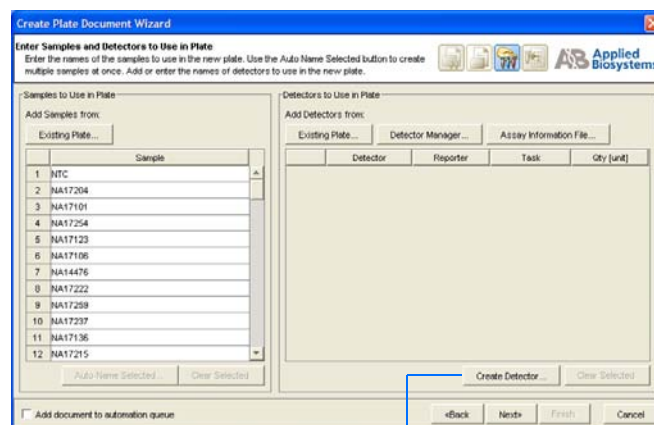 Create Plate Document Wizard
Enter Samples and Detectors to Use in Plate
Enter the names of the samples to use in the new plate. Use the Auto Name Selected button to create
multiple samples at once. Add or enter the names of detectors to use in the new plate.
Applied
Biosystems
Samples to Use in Plate
Add Samples from:
Existing Plate...
Sample
1 NTC
2 NA17204
3 NA17101
4 NA17254
5 NA17123
6 NA17106
7 NA14476
8 NA17222
9 NA17259
10 NA17237
11 NA17136
12 NA17215
Auto Name Selected... Clear Selected
Detectors to Use in Plate
Add Detectors from:
Existing Plate... Detector Manager... Assay Information File...
Detector Reporter Task Qty [unit]
Create Detector... Clear Selected
Add document to automation queue
<Back Next> Finish Cancel